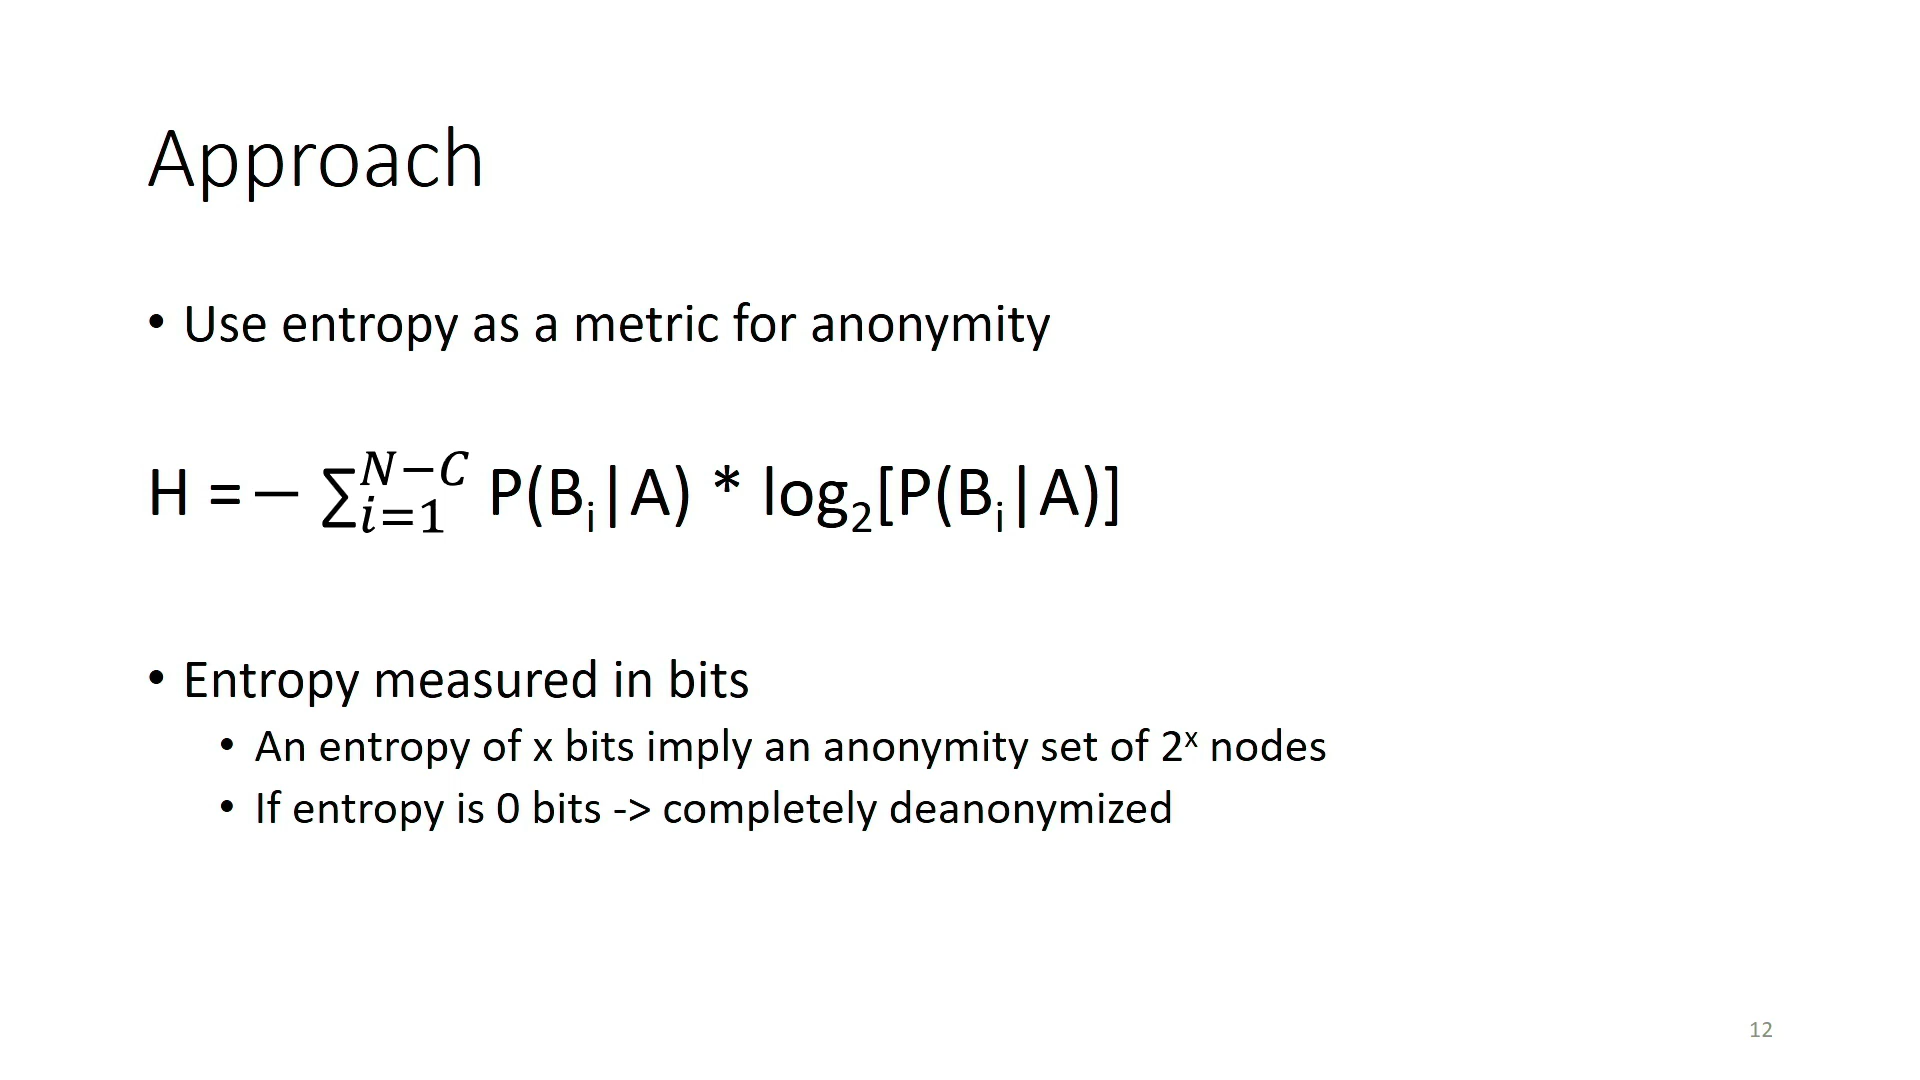 Approach
• Use entropy as a metric for anonymity
H = − ∑_{i=1}^{N−C} P(B_i|A) * log_2[P(B_i|A)]
• Entropy measured in bits
• An entropy of x bits imply an anonymity set of 2^x nodes
• If entropy is 0 bits -> completely deanonymized
12